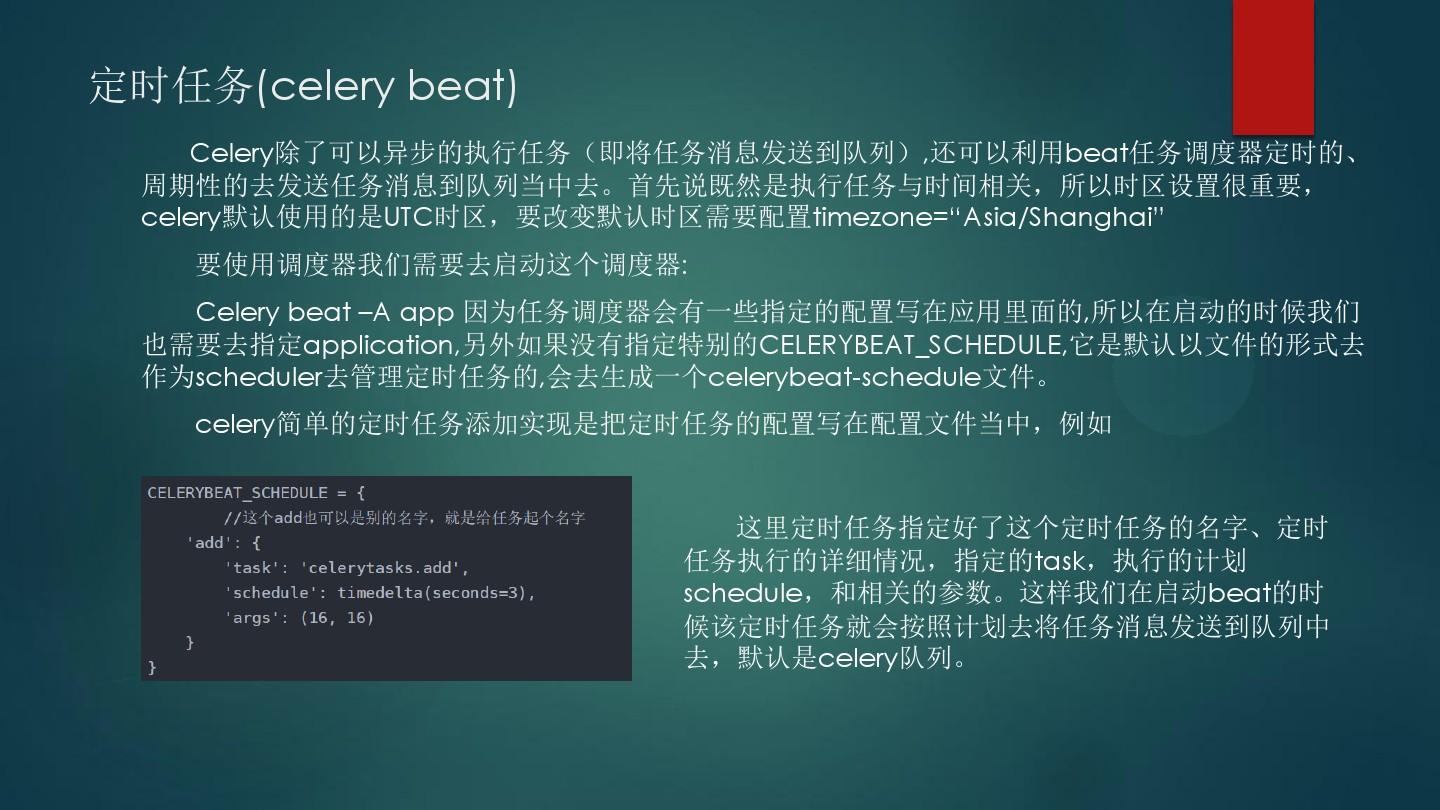 定时任务(celery beat)
Celery除了可以异步的执行任务（即将任务消息发送到队列）,还可以利用beat任务调度器定时的、
周期性的去发送任务消息到队列当中去。首先说既然是执行任务与时间相关，所以时区设置很重要，
celery默认使用的是UTC时区，要改变默认时区需要配置timezone=“Asia/Shanghai”
要使用调度器我们需要去启动这个调度器:
Celery beat –A app 因为任务调度器会有一些指定的配置写在应用里面的,所以在启动的时候我们
也需要去指定application,另外如果没有指定特别的CELERYBEAT_SCHEDULE,它是默认以文件的形式去
作为scheduler去管理定时任务的,会去生成一个celerybeat-schedule文件。
celery简单的定时任务添加实现是把定时任务的配置写在配置文件当中，例如
CELERYBEAT_SCHEDULE = {
//这个add也可以是别的名字，就是给任务起个名字
'add': {
'task': 'celerytasks.add',
'schedule': timedelta(seconds=3),
'args': (16, 16)
}
}
这里定时任务指定好了这个定时任务的名字、定时
任务执行的详细情况，指定的task，执行的计划
schedule，和相关的参数。这样我们在启动beat的时
候该定时任务就会按照计划去将任务消息发送到队列中
去，默认是celery队列。